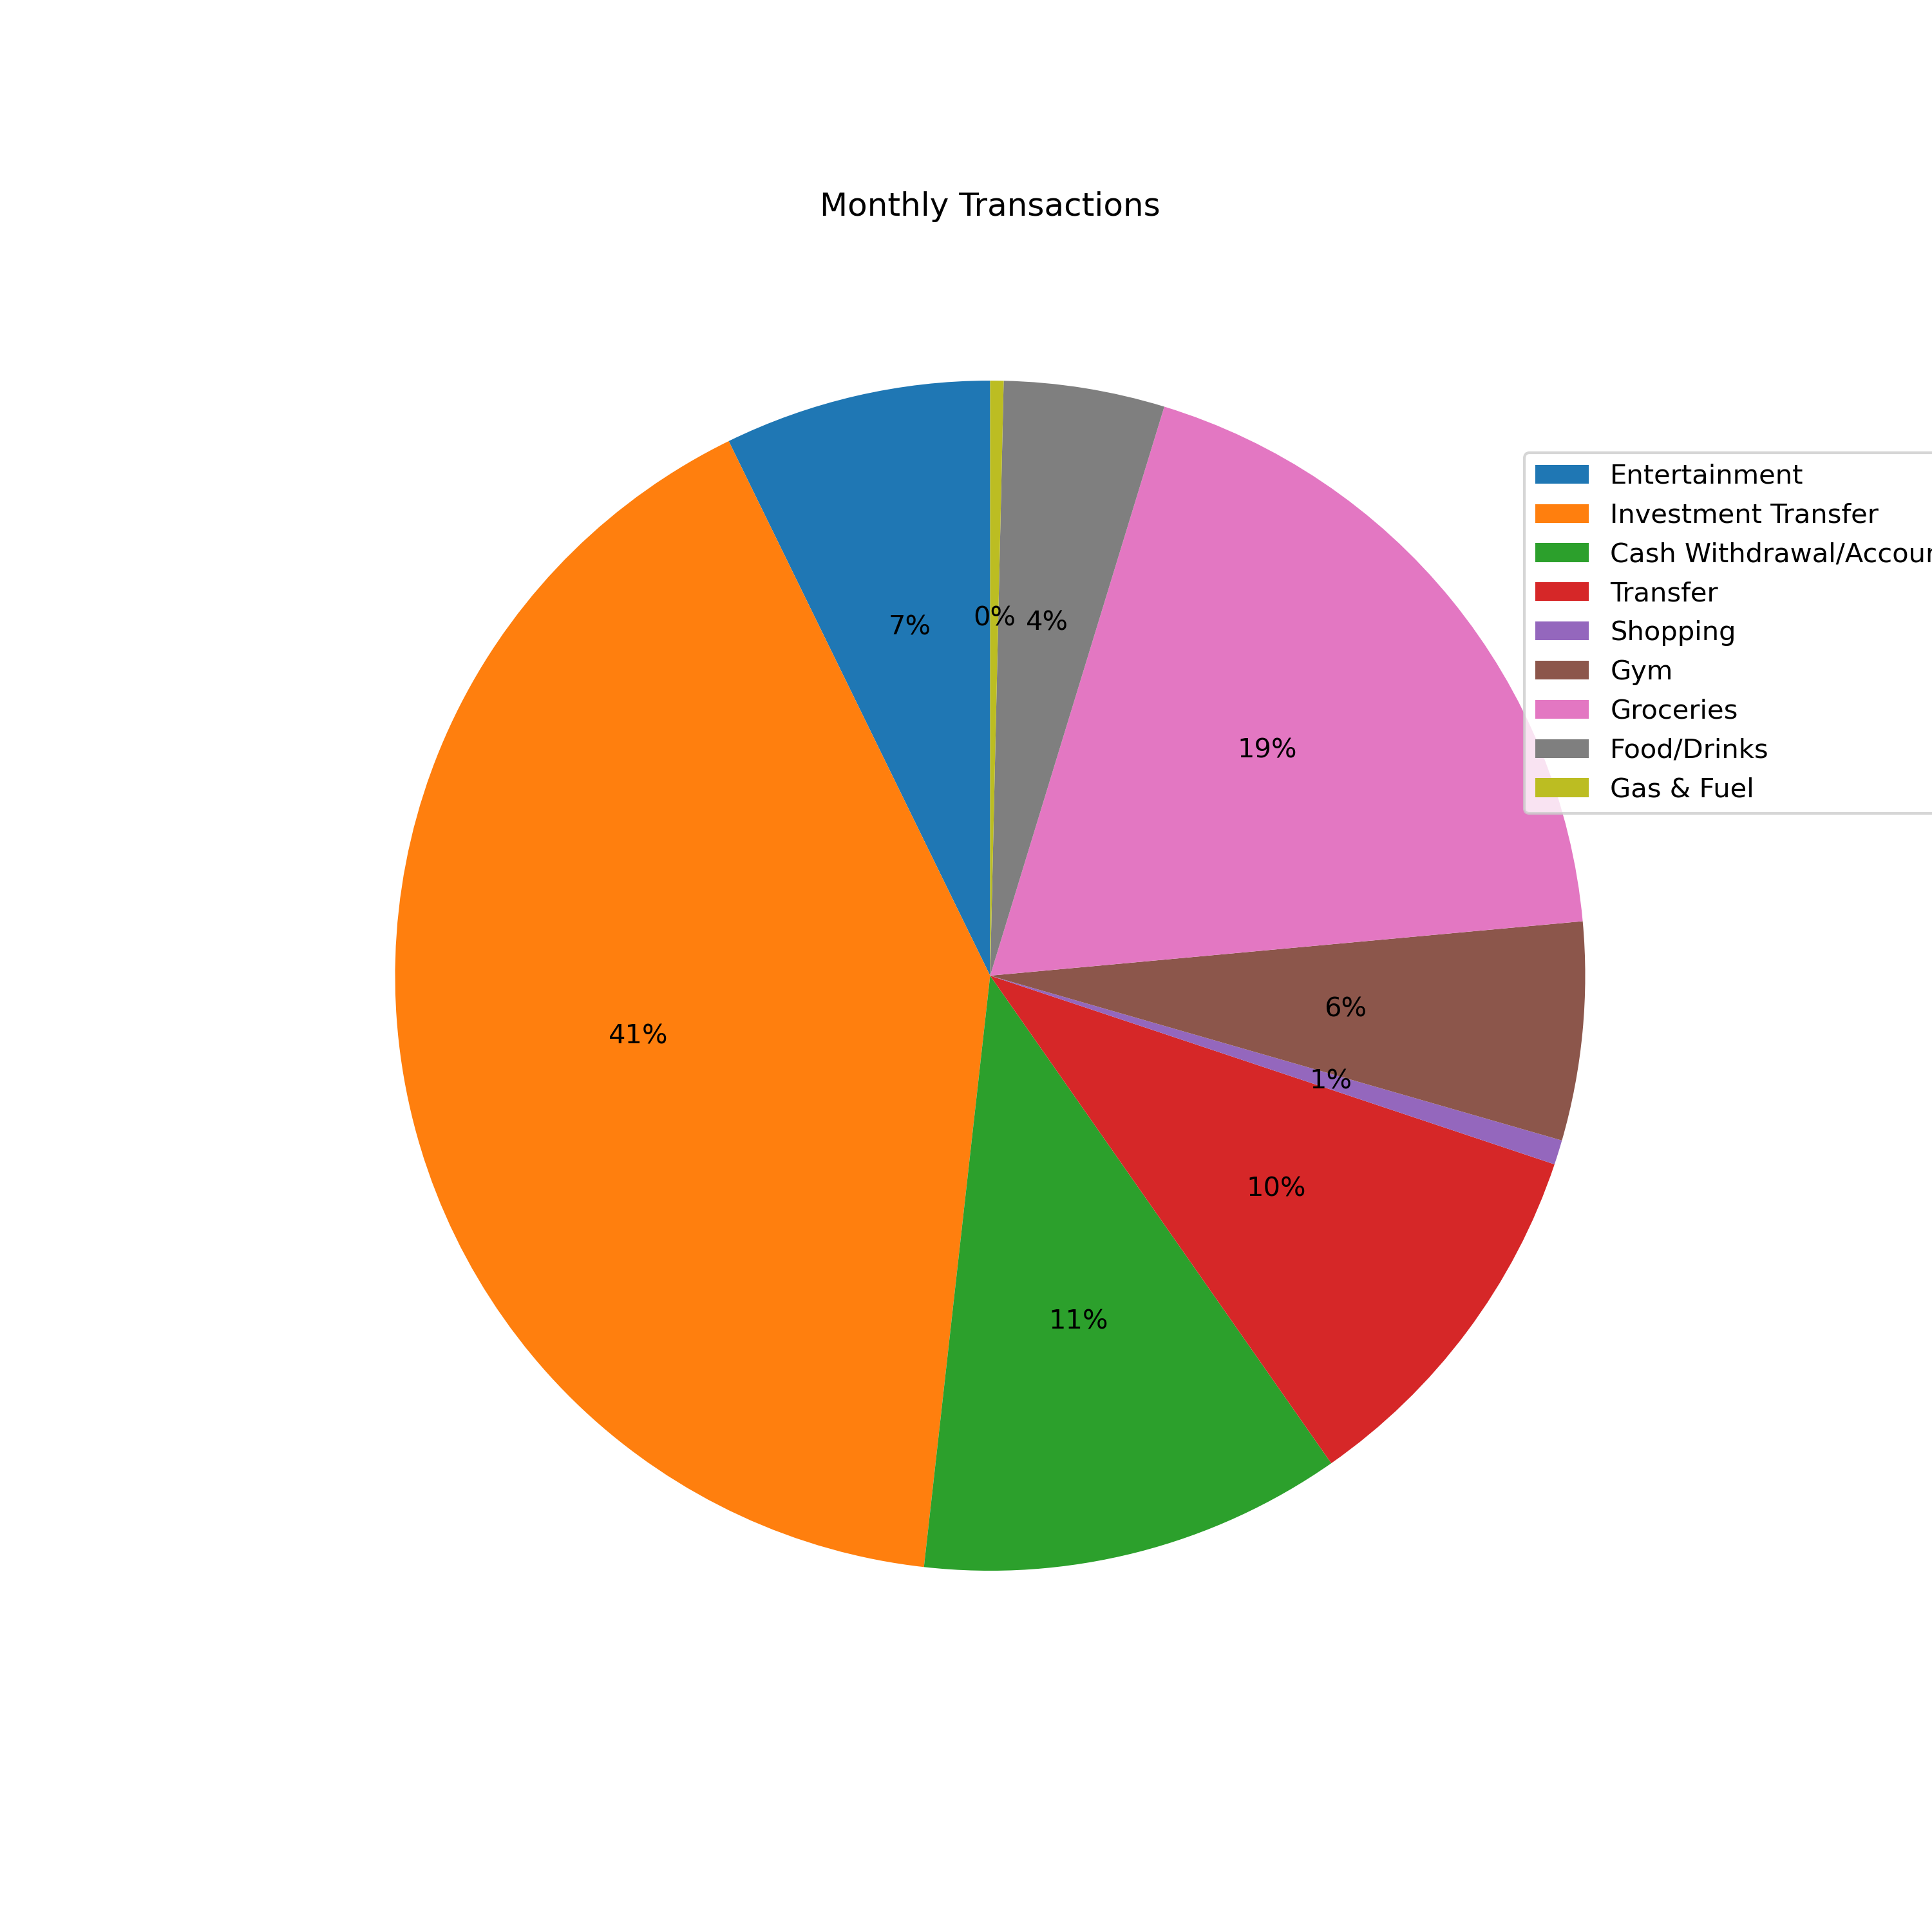 Monthly Transactions
7%
0%
4%
19%
41%
6%
1%
10%
11%
Entertainment
Investment Transfer
Cash Withdrawal/Accour
Transfer
Shopping
Gym
Groceries
Food/Drinks
Gas & Fuel